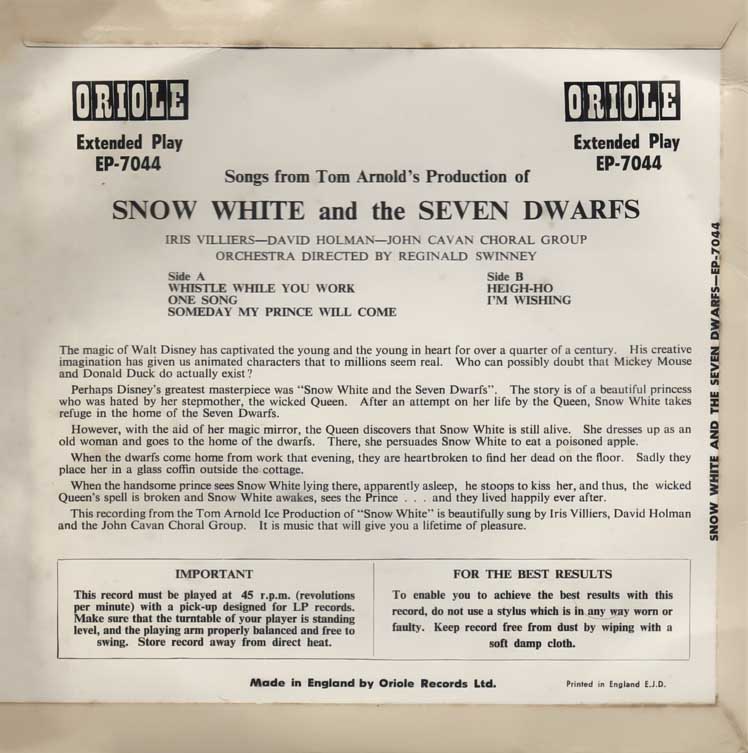 ORIOLE
Extended Play
EP-7044
ORIOLE
Extended Play
EP-7044
Songs from Tom Arnold's Production of
SNOW WHITE and the SEVEN DWARFS
IRIS VILLIERS—DAVID HOLMAN—JOHN CAVAN CHORAL GROUP
ORCHESTRA DIRECTED BY REGINALD SWINNEY
Side A
WHISTLE WHILE YOU WORK
ONE SONG
SOMEDAY MY PRINCE WILL COME
Side B
HEIGH-HO
I'M WISHING
The magic of Walt Disney has captivated the young and the young in heart for over a quarter of a century. His creative
imagination has given us animated characters that to millions seem real. Who can possibly doubt that Mickey Mouse
and Donald Duck do actually exist?
Perhaps Disney's greatest masterpiece was "Snow White and the Seven Dwarfs". The story is of a beautiful princess
who was hated by her stepmother, the wicked Queen. After an attempt on her life by the Queen, Snow White takes
refuge in the home of the Seven Dwarfs.
However, with the aid of her magic mirror, the Queen discovers that Snow White is still alive. She dresses up as an
old woman and goes to the home of the dwarfs. There, she persuades Snow White to eat a poisoned apple.
When the dwarfs come home from work that evening, they are heartbroken to find her dead on the floor. Sadly they
place her in a glass coffin outside the cottage.
When the handsome prince sees Snow White lying there, apparently asleep, he stoops to kiss her, and thus, the wicked
Queen's spell is broken and Snow White awakes, sees the Prince . . . and they lived happily ever after.
This recording from the Tom Arnold Ice Production of "Snow White" is beautifully sung by Iris Villiers, David Holman
and the John Cavan Choral Group. It is music that will give you a lifetime of pleasure.
IMPORTANT
This record must be played at 45 r.p.m. (revolutions
per minute) with a pick-up designed for LP records.
Make sure that the turntable of your player is standing
level, and the playing arm properly balanced and free to
swing. Store record away from direct heat.
FOR THE BEST RESULTS
To enable you to achieve the best results with this
record, do not use a stylus which is in any way worn or
faulty. Keep record free from dust by wiping with a
soft damp cloth.
Made in England by Oriole Records Ltd.
Printed in England E.J.D.
SNOW WHITE AND THE SEVEN DWARFS—EP-7044